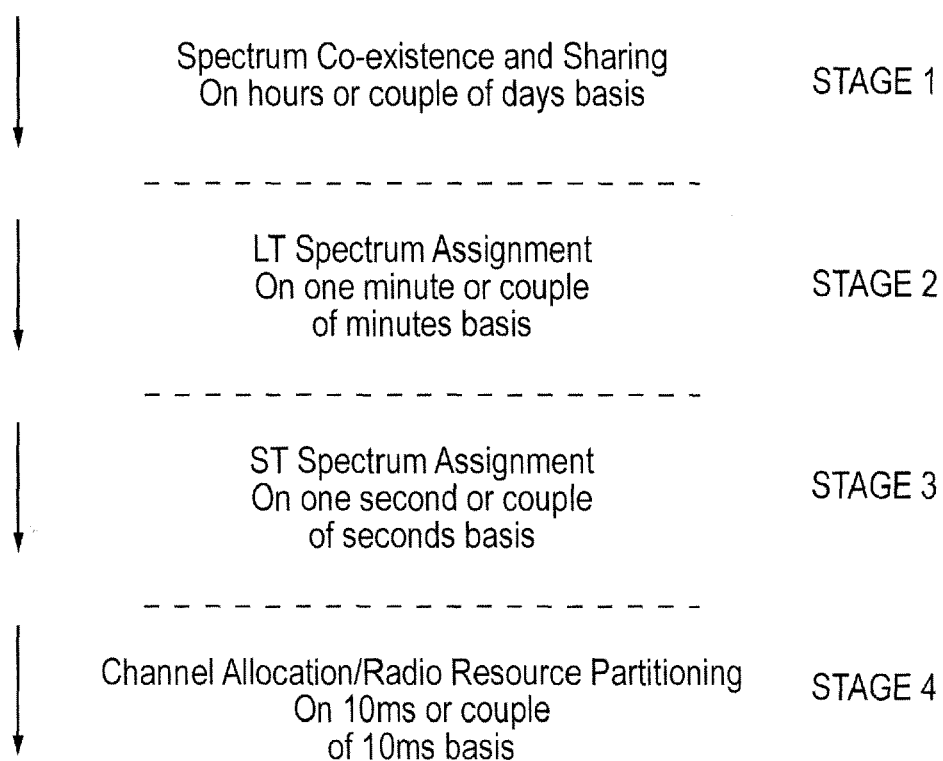 Spectrum Co-existence and Sharing
On hours or couple of days basis
STAGE 1
LT Spectrum Assignment
On one minute or couple
of minutes basis
STAGE 2
ST Spectrum Assignment
On one second or couple
of seconds basis
STAGE 3
Channel Allocation/Radio Resource Partitioning
On 10ms or couple
of 10ms basis
STAGE 4